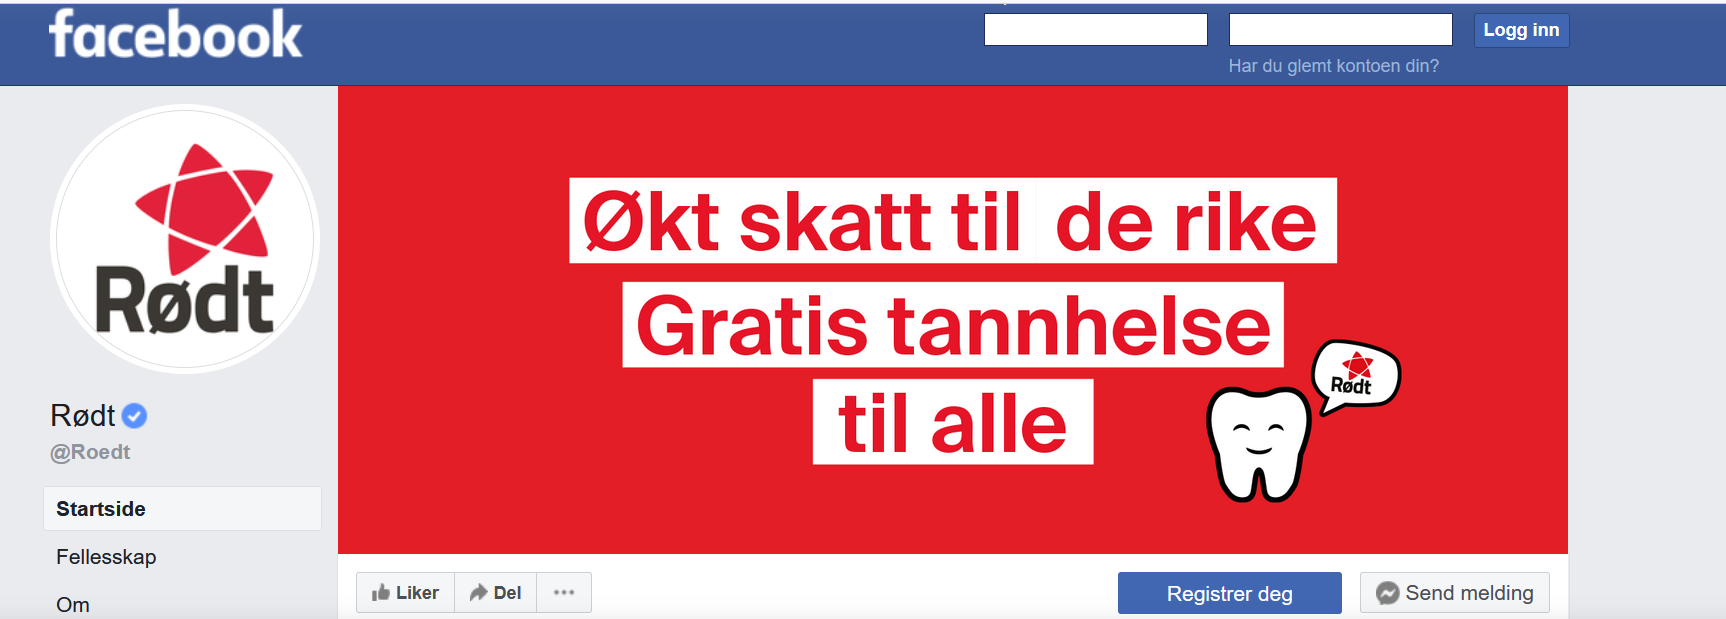 facebook
Logg inn
Har du glemt kontoen din?
Rødt
Økt skatt til de rike
Gratis tannhelse
til alle
Rødt
Rødt
@Roedt
Startside
Fellesskap
Om
Liker
Del
Registrer deg
Send melding